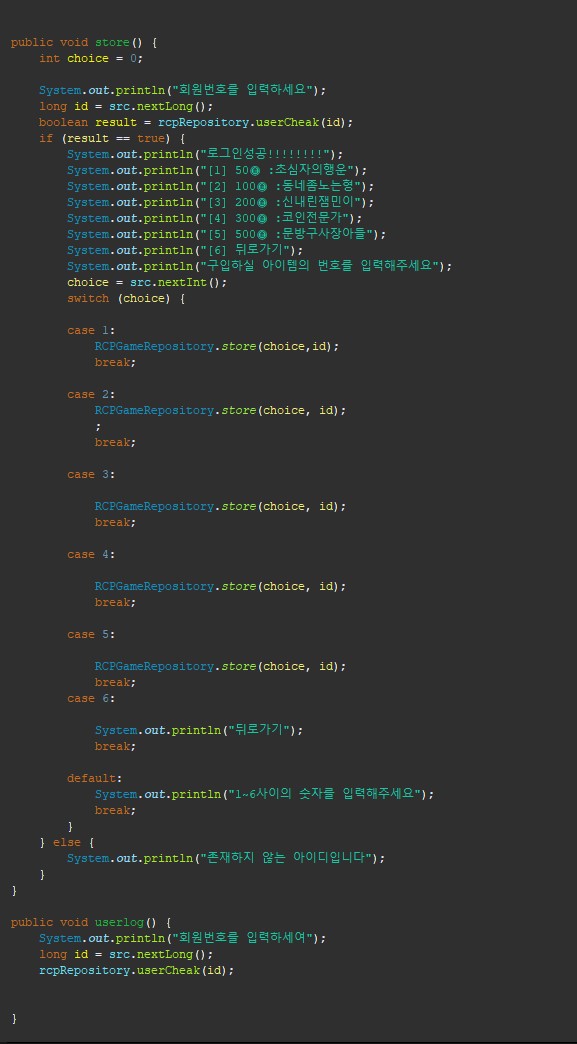 public void store() {
    int choice = 0;

    System.out.println("회원번호를 입력하세요");
    long id = src.nextLong();
    boolean result = rcpRepository.userCheak(id);
    if (result == true) {
        System.out.println("로그인성공!!!!!!!!");
        System.out.println("[1] 50 :초심자의행운");
        System.out.println("[2] 100 :동네좀노는형");
        System.out.println("[3] 200 :신내린잼민이");
        System.out.println("[4] 300 :코인전문가");
        System.out.println("[5] 500 :문방구사장아들");
        System.out.println("[6] 뒤로가기");
        System.out.println("구입하실 아이템의 번호를 입력해주세요");
        choice = src.nextInt();
        switch (choice) {

        case 1:
            RCPGameRepository.store(choice,id);
            break;

        case 2:
            RCPGameRepository.store(choice, id);
            ;
            break;

        case 3:

            RCPGameRepository.store(choice, id);
            break;

        case 4:

            RCPGameRepository.store(choice, id);
            break;

        case 5:

            RCPGameRepository.store(choice, id);
            break;
        case 6:

            System.out.println("뒤로가기");
            break;

        default:
            System.out.println("1~6사이의 숫자를 입력해주세요");
            break;
        }
    } else {
        System.out.println("존재하지 않는 아이디입니다");
    }
}

public void userlog() {
    System.out.println("회원번호를 입력하세여");
    long id = src.nextLong();
    rcpRepository.userCheak(id);


}